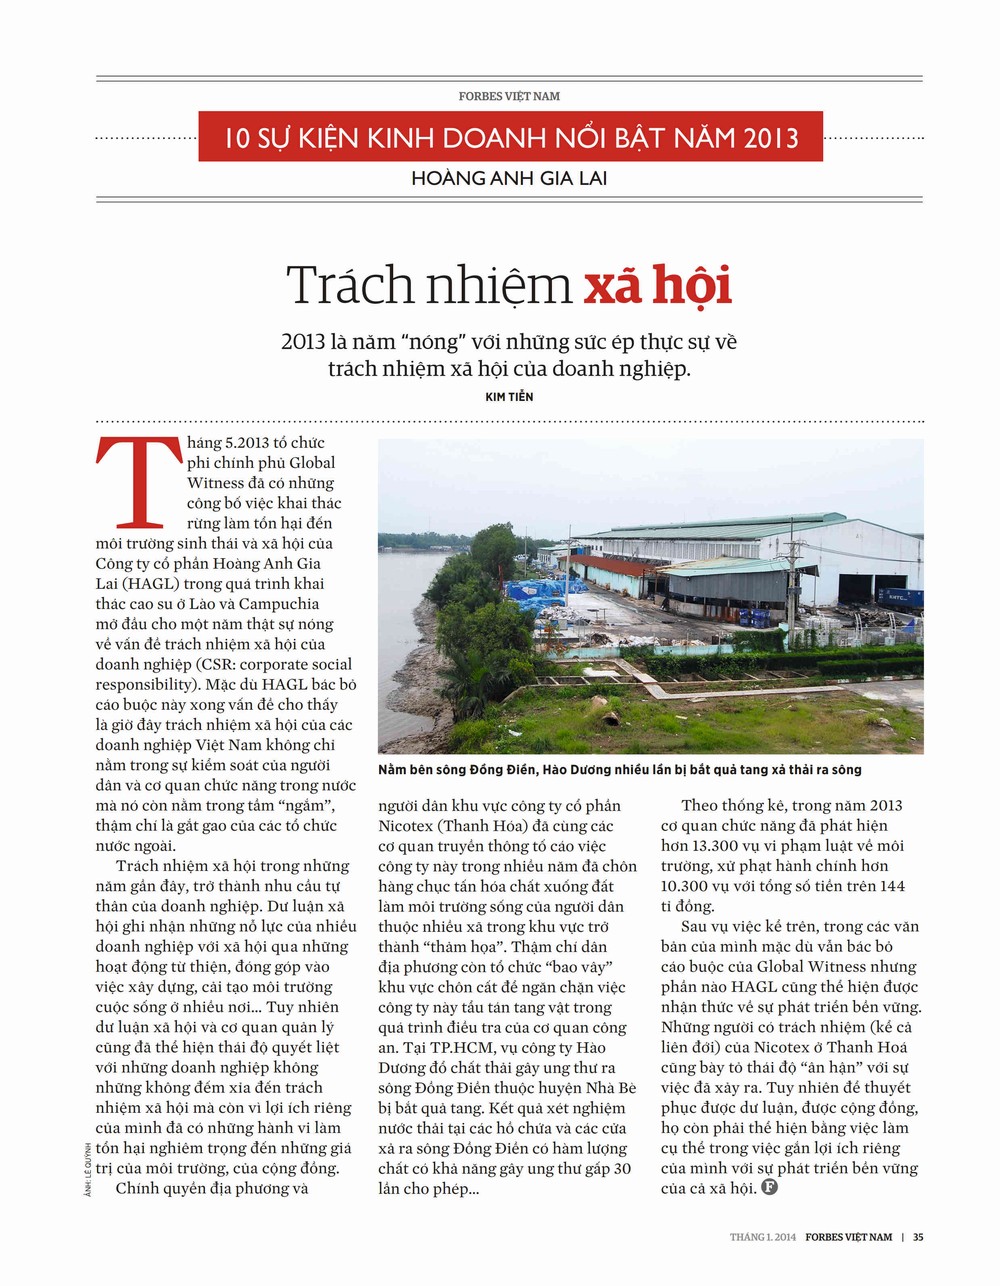 FORBES VIỆT NAM
10 SỰ KIỆN KINH DOANH NỔI BẬT NĂM 2013
HOÀNG ANH GIA LAI
Trách nhiệm xã hội
2013 là năm “nóng” với những sức ép thực sự về
trách nhiệm xã hội của doanh nghiệp.
KIM TIỄN
Tháng 5.2013 tổ chức
phi chính phủ Global
Witness đã có những
công bố việc khai thác
rừng làm tổn hại đến
môi trường sinh thái và xã hội của
Công ty cổ phần Hoàng Anh Gia
Lai (HAGL) trong quá trình khai
thác cao su ở Lào và Campuchia
mở đầu cho một năm thật sự nóng
về vấn đề trách nhiệm xã hội của
doanh nghiệp (CSR: corporate social
responsibility). Mặc dù HAGL bác bỏ
cáo buộc này xong vấn đề cho thấy
là giờ đây trách nhiệm xã hội của các
doanh nghiệp Việt Nam không chỉ
nằm trong sự kiểm soát của người
dân và cơ quan chức năng trong nước
mà nó còn nằm trong tầm “ngắm”,
thậm chí là gắt gao của các tổ chức
nước ngoài.
Trách nhiệm xã hội trong những
năm gần đây, trở thành nhu cầu tự
thân của doanh nghiệp. Dư luận xã
hội ghi nhận những nỗ lực của nhiều
doanh nghiệp với xã hội qua những
hoạt động từ thiện, đóng góp vào
việc xây dựng, cải tạo môi trường
cuộc sống ở nhiều nơi... Tuy nhiên
dư luận xã hội và cơ quan quản lý
cũng đã thể hiện thái độ quyết liệt
với những doanh nghiệp không
những không đếm xỉa đến trách
nhiệm xã hội mà còn vì lợi ích riêng
của mình đã có những hành vi làm
tổn hại nghiêm trọng đến những giá
trị của môi trường, của cộng đồng.
Chính quyền địa phương và
ẢNH: LÊ QUỲNH
Nằm bên sông Đồng Điền, Hào Dương nhiều lần bị bắt quả tang xả thải ra sông
người dân khu vực công ty cổ phần
Nicotex (Thanh Hóa) đã cùng các
cơ quan truyền thông tố cáo việc
công ty này trong nhiều năm đã chôn
hàng chục tấn hóa chất xuống đất
làm môi trường sống của người dân
thuộc nhiều xã trong khu vực trở
thành “thảm họa”. Thậm chí dân
địa phương còn tổ chức “bao vây”
khu vực chôn cất để ngăn chặn việc
công ty này tẩu tán tang vật trong
quá trình điều tra của cơ quan công
an. Tại TP.HCM, vụ công ty Hào
Dương đổ chất thải gây ung thư ra
sông Đồng Điền thuộc huyện Nhà Bè
bị bắt quả tang. Kết quả xét nghiệm
nước thải tại các hồ chứa và các cửa
xả ra sông Đồng Điền có hàm lượng
chất có khả năng gây ung thư gấp 30
lần cho phép...
Theo thống kê, trong năm 2013
cơ quan chức năng đã phát hiện
hơn 13.300 vụ vi phạm luật về môi
trường, xử phạt hành chính hơn
10.300 vụ với tổng số tiền trên 144
tỉ đồng.
Sau vụ việc kể trên, trong các văn
bản của mình mặc dù vẫn bác bỏ
cáo buộc của Global Witness nhưng
phần nào HAGL cũng thể hiện được
nhận thức về sự phát triển bền vững.
Những người có trách nhiệm (kể cả
liên đới) của Nicotex ở Thanh Hoá
cũng bày tỏ thái độ “ân hận” với sự
việc đã xảy ra. Tuy nhiên để thuyết
phục được dư luận, được cộng đồng,
họ còn phải thể hiện bằng việc làm
cụ thể trong việc gắn lợi ích riêng
của mình với sự phát triển bền vững
của cả xã hội. F
THÁNG 1. 2014 FORBES VIỆT NAM | 35